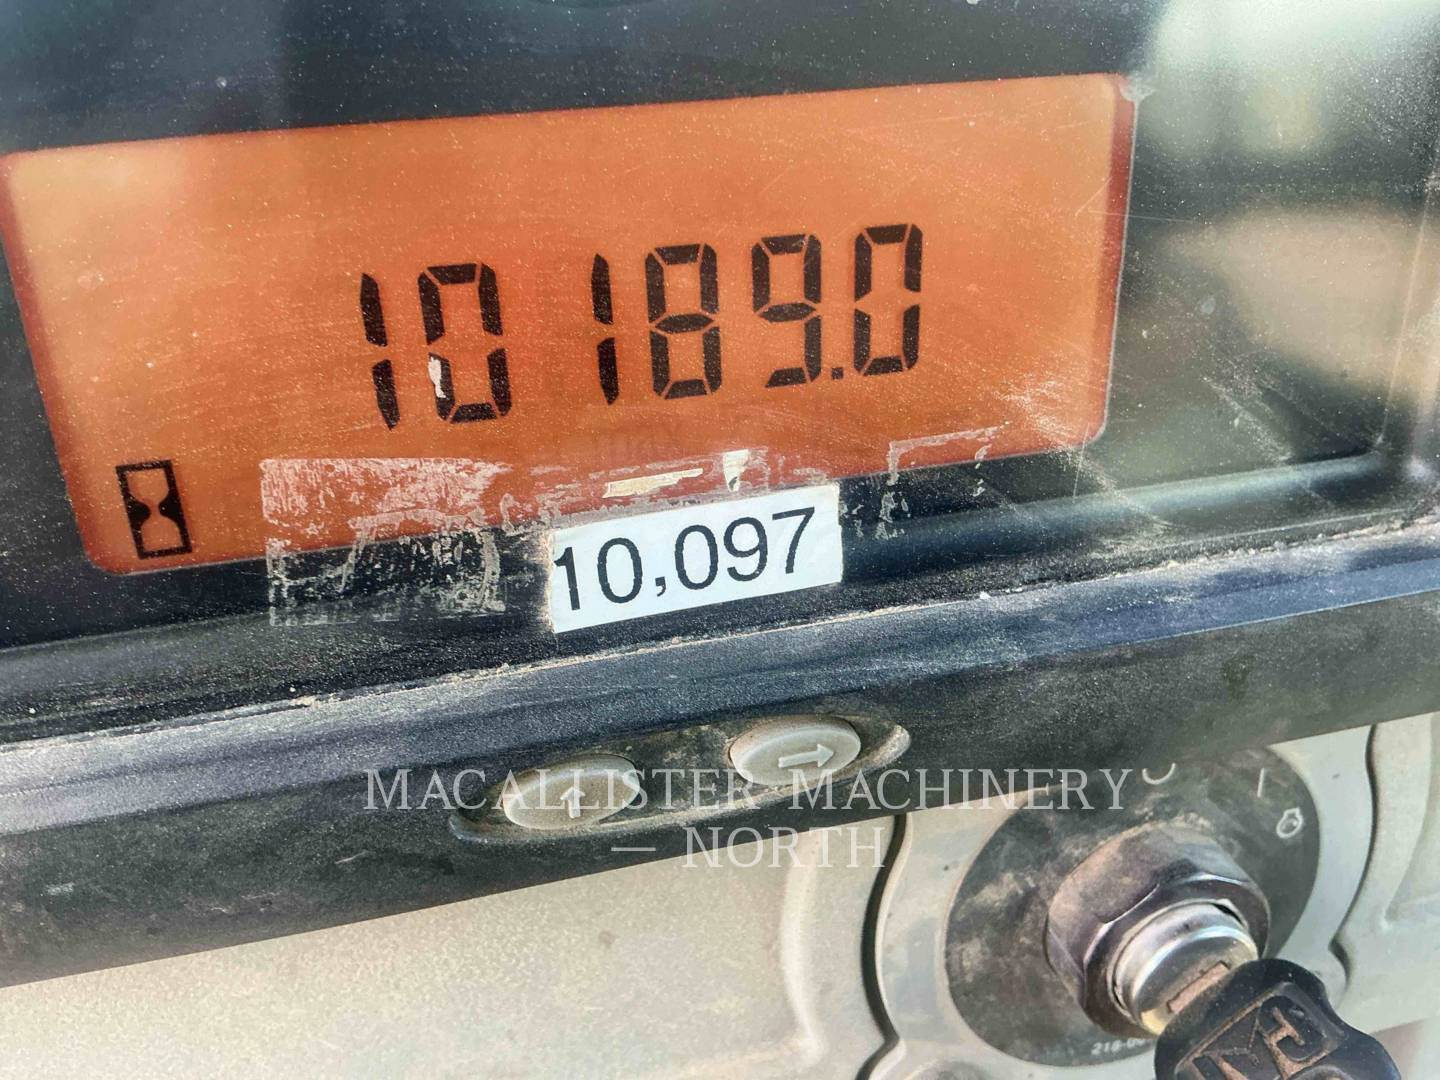 10189.0
10,097
MACALLISTER MACHINERY
— NORTH —